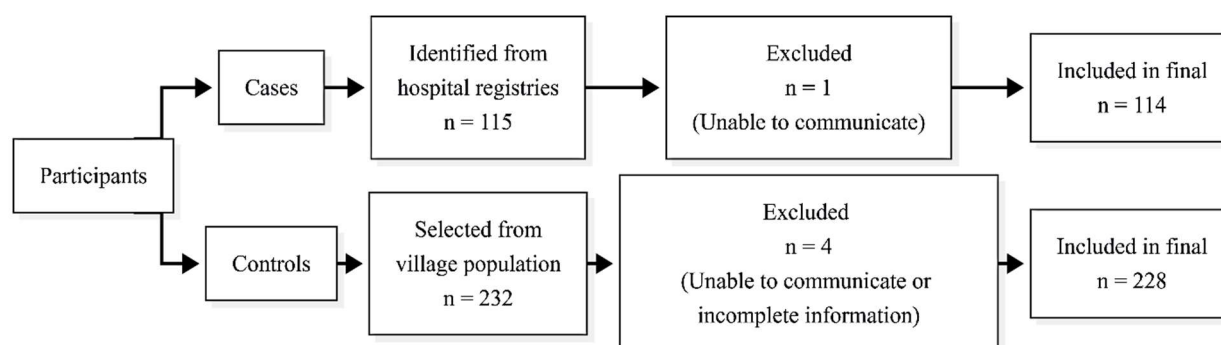 Participants
Cases
Identified from
hospital registries
n = 115
Excluded
n = 1
(Unable to communicate)
Included in final
n = 114
Controls
Selected from
village population
n = 232
Excluded
n = 4
(Unable to communicate or
incomplete information)
Included in final
n = 228